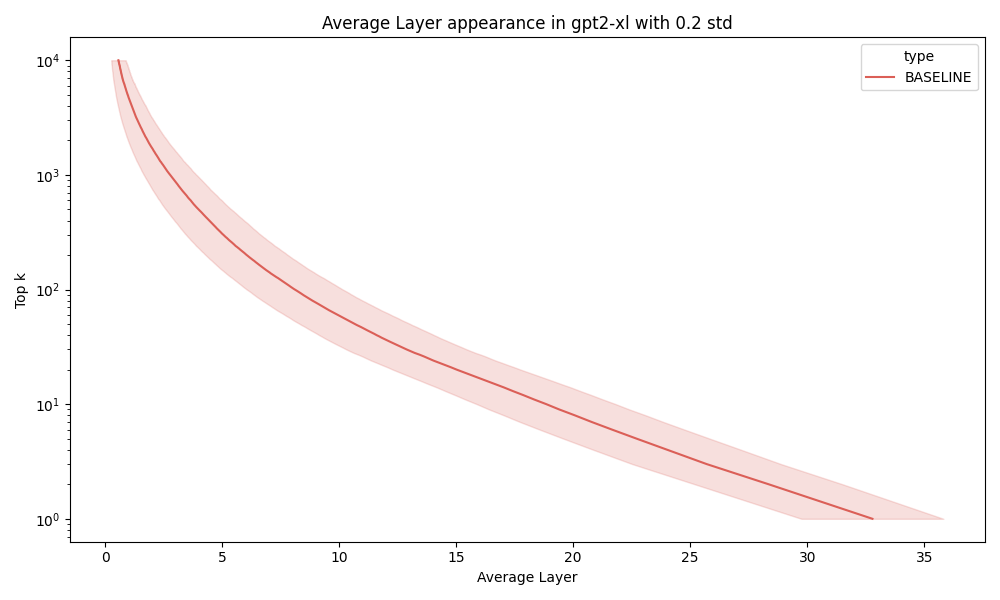 Average Layer appearance in gpt2-xl with 0.2 std
type
BASELINE
Top k
10^4
10^3
10^2
10^1
10^0
0 5 10 15 20 25 30 35
Average Layer